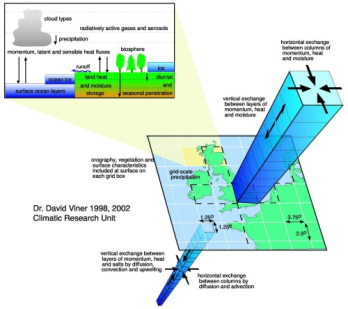 cloud types
radiatively active gases and aerosols
precipitation
biosphere
momentum, latent and sensible heat fluxes
runoff
ice
ocean ice
land heat
and moisture
storage
diurnal
and
seasonal penetration
surface ocean layers
horizontal exchange
between columns of
momentum, heat
and moisture
vertical exchange
between layers of
momentum, heat
and moisture
orography, vegetation and
surface characteristics
included at surface on
each grid box
grid-scale
precipitation
Dr. David Viner 1998, 2002
Climatic Research Unit
1.25°
1.25°
3.75°
2.5°
vertical exchange between
layers of momentum, heat
and salts by diffusion,
convection and upwelling
horizontal exchange
between columns by
diffusion and advection